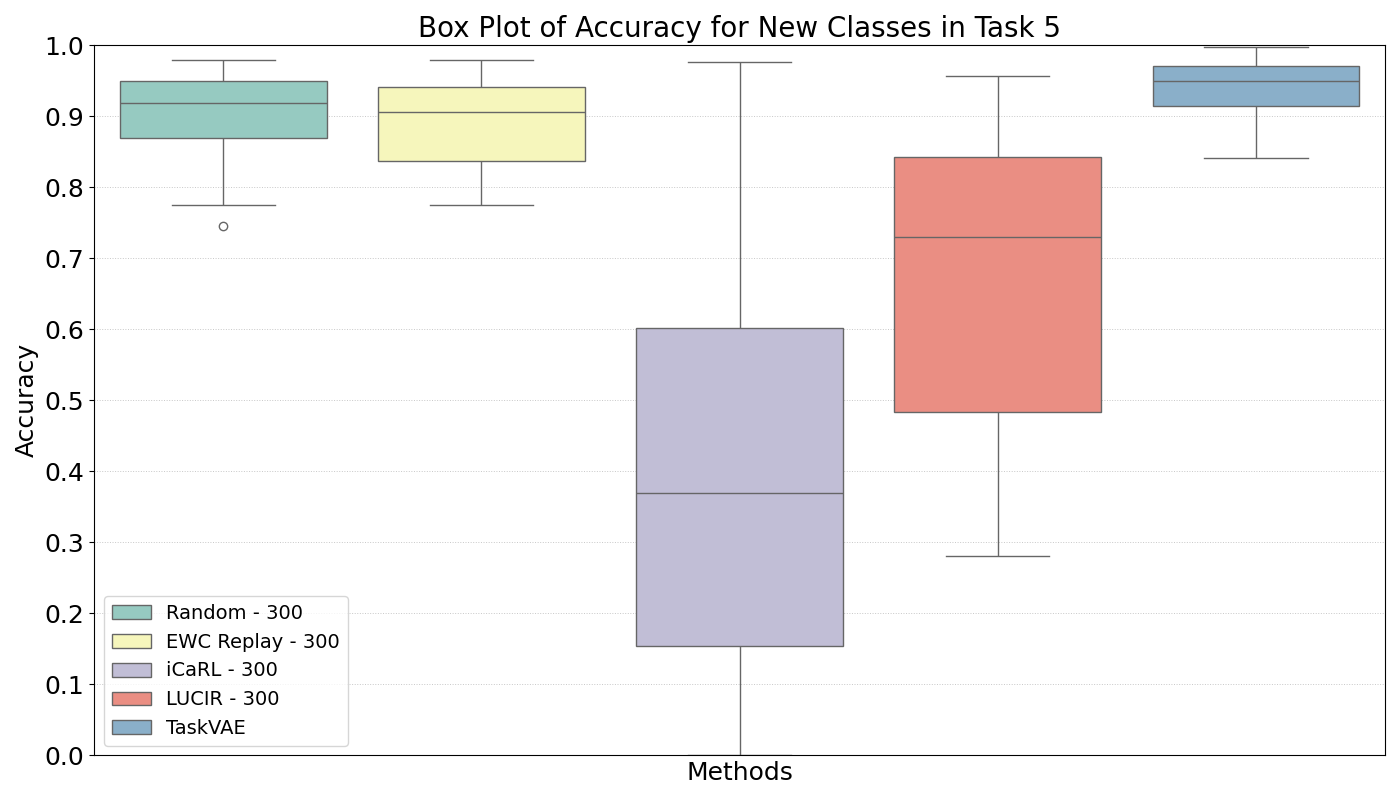 Box Plot of Accuracy for New Classes in Task 5
1.0
0.9
0.8
0.7
0.6
0.5
0.4
0.3
0.2
0.1
0.0
Accuracy
Random - 300
EWC Replay - 300
iCaRL - 300
LUCIR - 300
TaskVAE
Methods